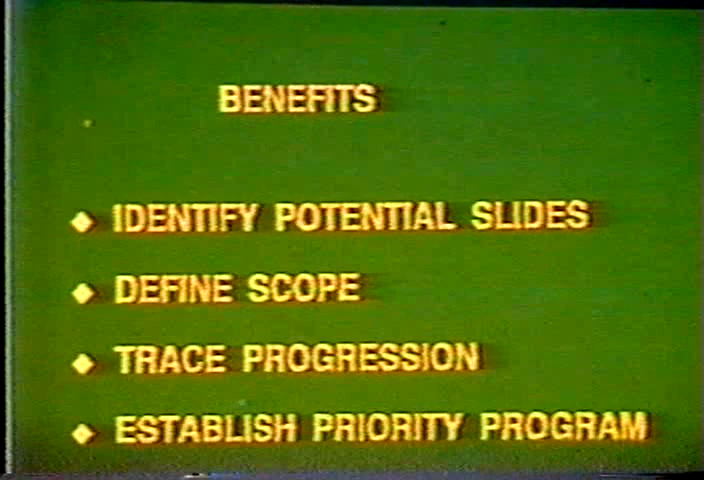 BENEFITS
◆ IDENTIFY POTENTIAL SLIDES
◆ DEFINE SCOPE
◆ TRACE PROGRESSION
◆ ESTABLISH PRIORITY PROGRAM